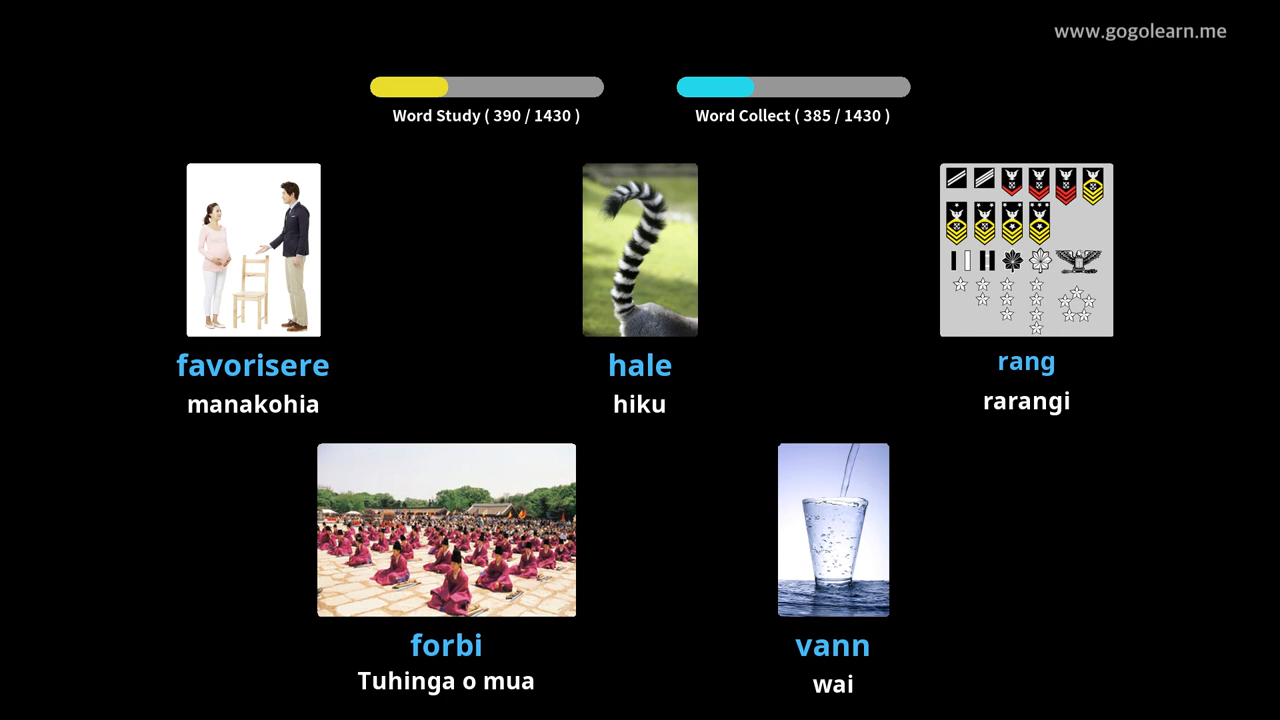 www.gogolearn.me
Word Study ( 390 / 1430 )
Word Collect ( 385 / 1430 )
favorisere
manakohia
hale
hiku
rang
rarangi
forbi
Tuhinga o mua
vann
wai